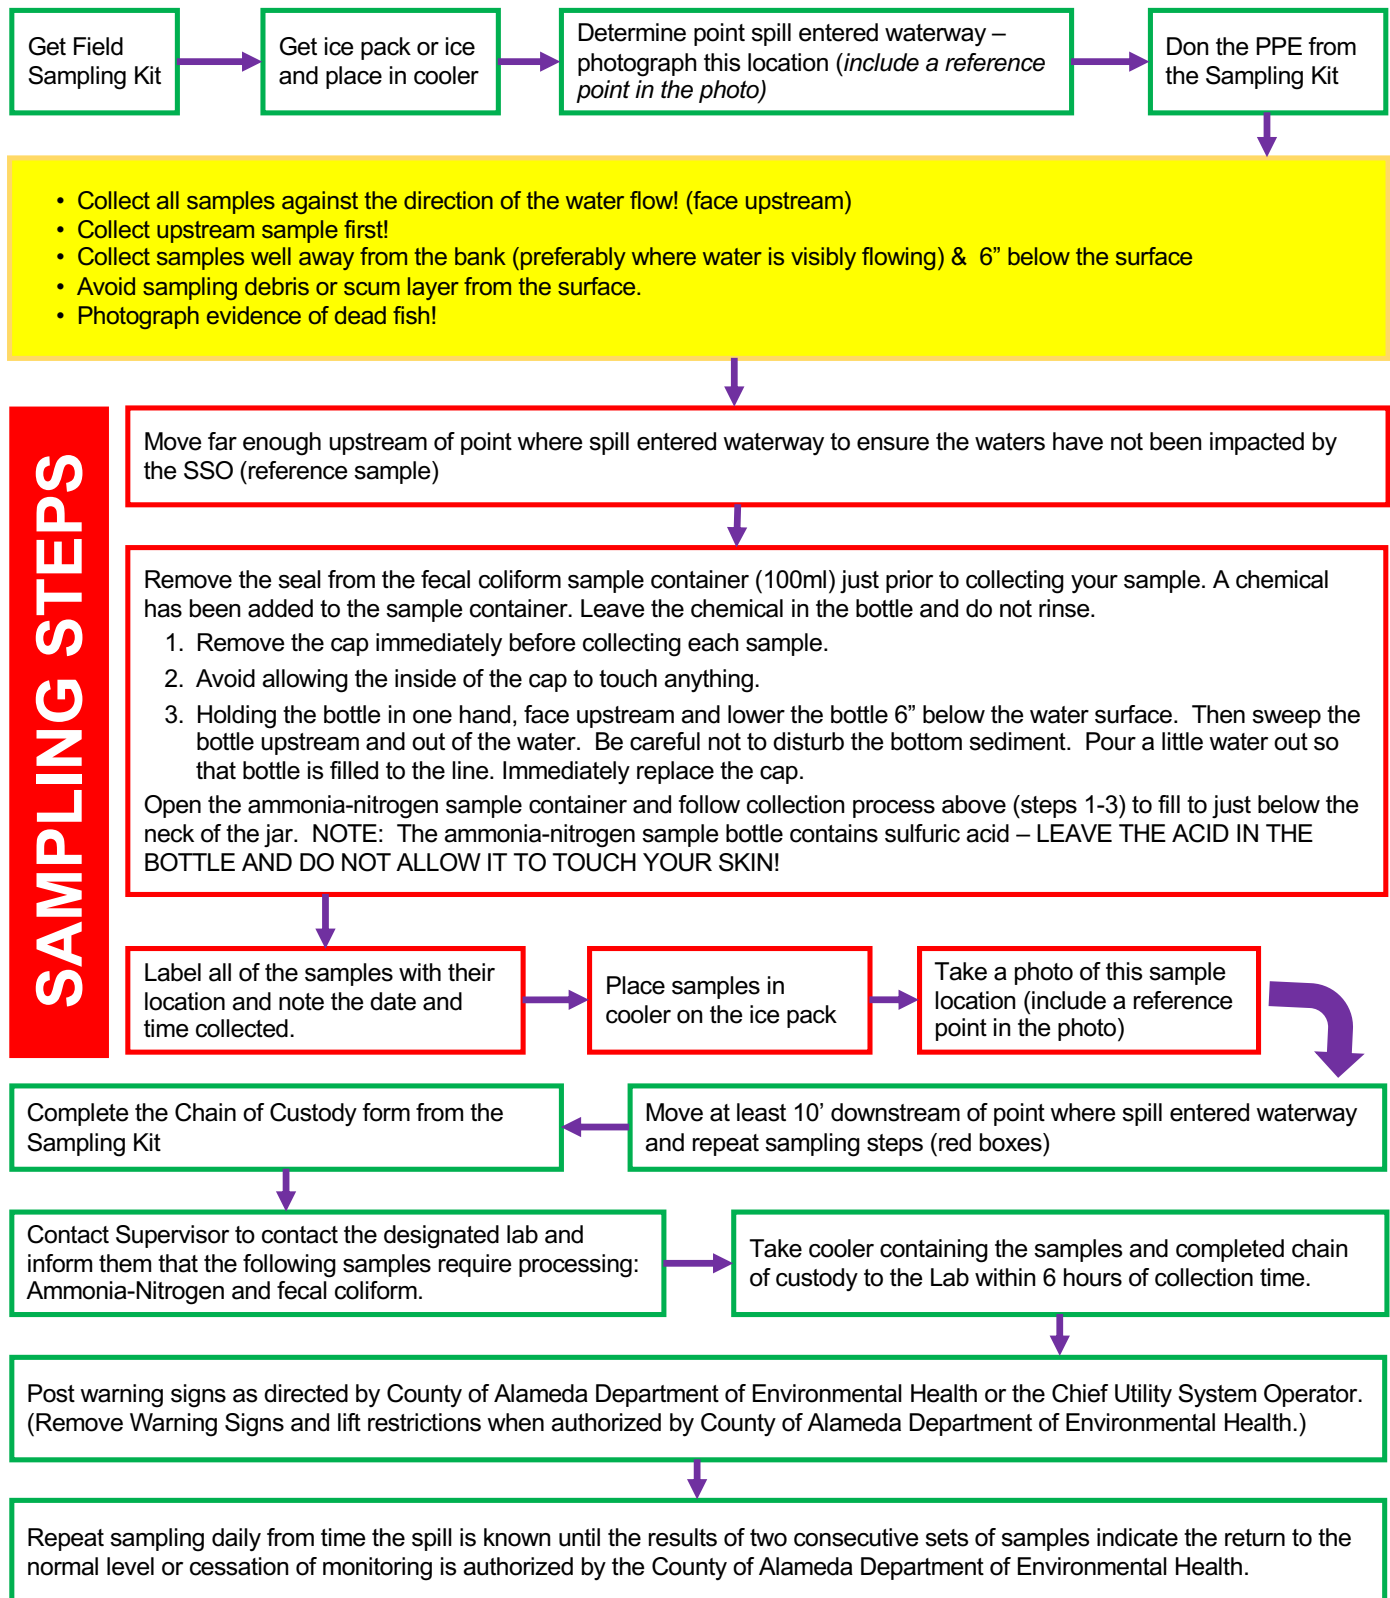 Get Field
Sampling Kit
Get ice pack or ice
and place in cooler
Determine point spill entered waterway –
photograph this location (include a reference
point in the photo)
Don the PPE from
the Sampling Kit
• Collect all samples against the direction of the water flow! (face upstream)
• Collect upstream sample first!
• Collect samples well away from the bank (preferably where water is visibly flowing) & 6” below the surface
• Avoid sampling debris or scum layer from the surface.
• Photograph evidence of dead fish!
SAMPLING STEPS
Move far enough upstream of point where spill entered waterway to ensure the waters have not been impacted by
the SSO (reference sample)
Remove the seal from the fecal coliform sample container (100ml) just prior to collecting your sample. A chemical
has been added to the sample container. Leave the chemical in the bottle and do not rinse.
1. Remove the cap immediately before collecting each sample.
2. Avoid allowing the inside of the cap to touch anything.
3. Holding the bottle in one hand, face upstream and lower the bottle 6” below the water surface. Then sweep the
bottle upstream and out of the water. Be careful not to disturb the bottom sediment. Pour a little water out so
that bottle is filled to the line. Immediately replace the cap.
Open the ammonia-nitrogen sample container and follow collection process above (steps 1-3) to fill to just below the
neck of the jar. NOTE: The ammonia-nitrogen sample bottle contains sulfuric acid – LEAVE THE ACID IN THE
BOTTLE AND DO NOT ALLOW IT TO TOUCH YOUR SKIN!
Label all of the samples with their
location and note the date and
time collected.
Place samples in
cooler on the ice pack
Take a photo of this sample
location (include a reference
point in the photo)
Move at least 10’ downstream of point where spill entered waterway
and repeat sampling steps (red boxes)
Complete the Chain of Custody form from the
Sampling Kit
Contact Supervisor to contact the designated lab and
inform them that the following samples require processing:
Ammonia-Nitrogen and fecal coliform.
Take cooler containing the samples and completed chain
of custody to the Lab within 6 hours of collection time.
Post warning signs as directed by County of Alameda Department of Environmental Health or the Chief Utility System Operator.
(Remove Warning Signs and lift restrictions when authorized by County of Alameda Department of Environmental Health.)
Repeat sampling daily from time the spill is known until the results of two consecutive sets of samples indicate the return to the
normal level or cessation of monitoring is authorized by the County of Alameda Department of Environmental Health.